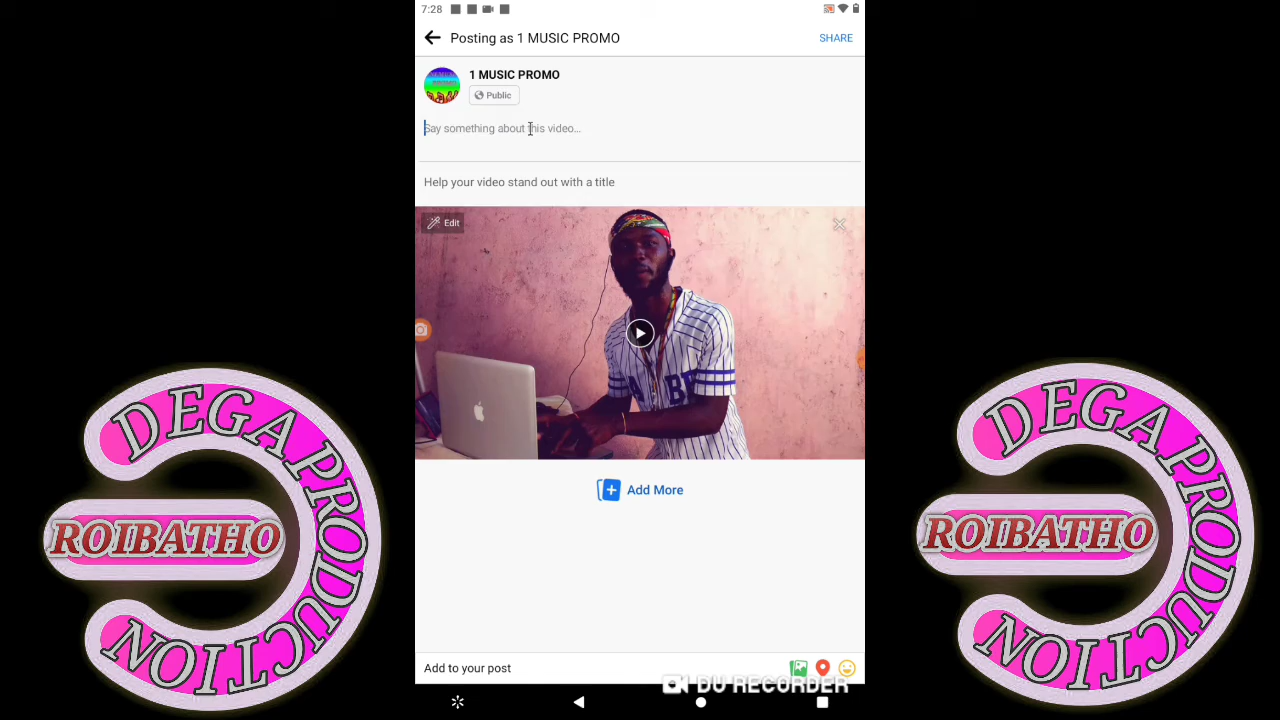 7:28
Posting as 1 MUSIC PROMO
SHARE
1 MUSIC PROMO
Public
Say something about this video...
Help your video stand out with a title
Edit
Add More
Add to your post
DU RECORDER
DEGA PRODUCTION
ROIBATHO
DEGA PRODUCTION
ROIBATHO